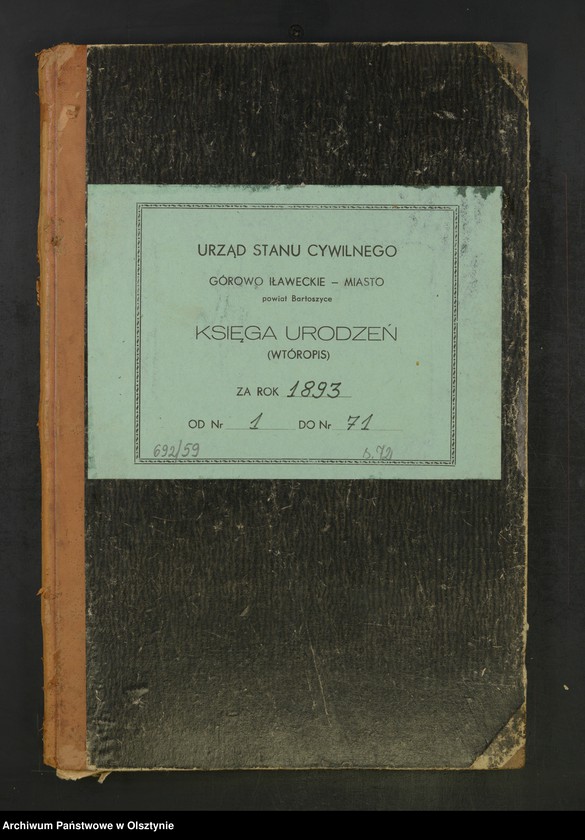 URZĄD STANU CYWILNEGO
GÓROWO IŁAWECKIE – MIASTO
powiat Bartoszyce
KSIĘGA URODZEŃ
(WTÓROPIS)
ZA ROK 1893
OD Nr 1 DO Nr 71
692/59 s. 72
Archiwum Państwowe w Olsztynie